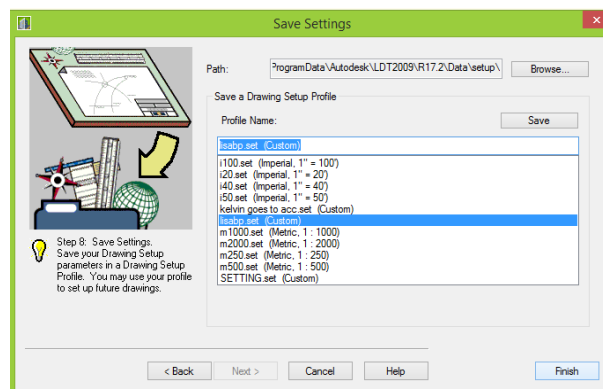 Save Settings
Path:
?rogramData\Autodesk\LDT2009\R17.2\Data\setup\
Browse...
Save a Drawing Setup Profile
Profile Name:
Save
lisabp.set (Custom)
i100.set (Imperial, 1" = 100')
i20.set (Imperial, 1" = 20')
i40.set (Imperial, 1" = 40')
i50.set (Imperial, 1" = 50')
kelvin goes to acc.set (Custom)
lisabp.set (Custom)
m1000.set (Metric, 1 : 1000)
m2000.set (Metric, 1 : 2000)
m250.set (Metric, 1 : 250)
m500.set (Metric, 1 : 500)
SETTING.set (Custom)
Step 8: Save Settings.
Save your Drawing Setup
parameters in a Drawing Setup
Profile. You may use your profile
to set up future drawings.
< Back
Next >
Cancel
Help
Finish